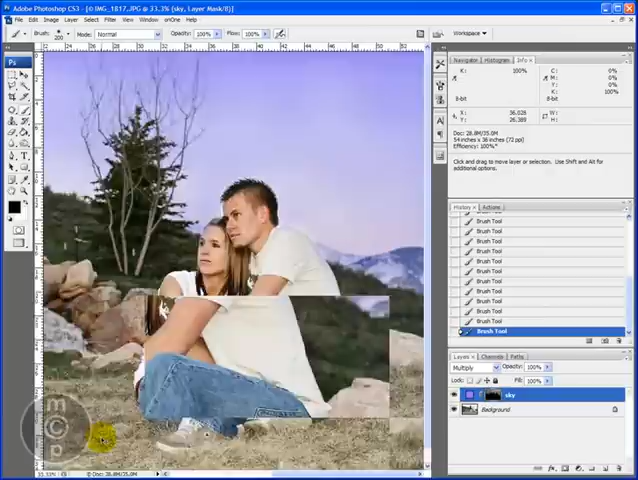 Adobe Photoshop CS3 - [© IMG_1817.JPG @ 33.3% (sky, Layer Mask/8)]
File Edit Image Layer Select Filter View Window onOne Help
Brush: 200 Mode: Normal Opacity: 100% Flow: 100% Workspace
Navigator Histogram Info
K: 100%
C: 0%
M: 0%
Y: 0%
K: 100%
8-bit 8-bit
X: 36.028
Y: 26.389
W:
H:
Doc: 28.8M/35.0M
54 inches x 36 inches (72 ppi)
Efficiency: 100%*
Click and drag to move layer or selection. Use Shift and Alt for
additional options.
History Actions
Brush Tool
Brush Tool
Brush Tool
Brush Tool
Brush Tool
Brush Tool
Brush Tool
Brush Tool
Brush Tool
Brush Tool
Brush Tool
Layers Channels Paths
Multiply Opacity: 100%
Lock: Fill: 100%
sky
Background
33.33% Doc: 28.8M/35.0M